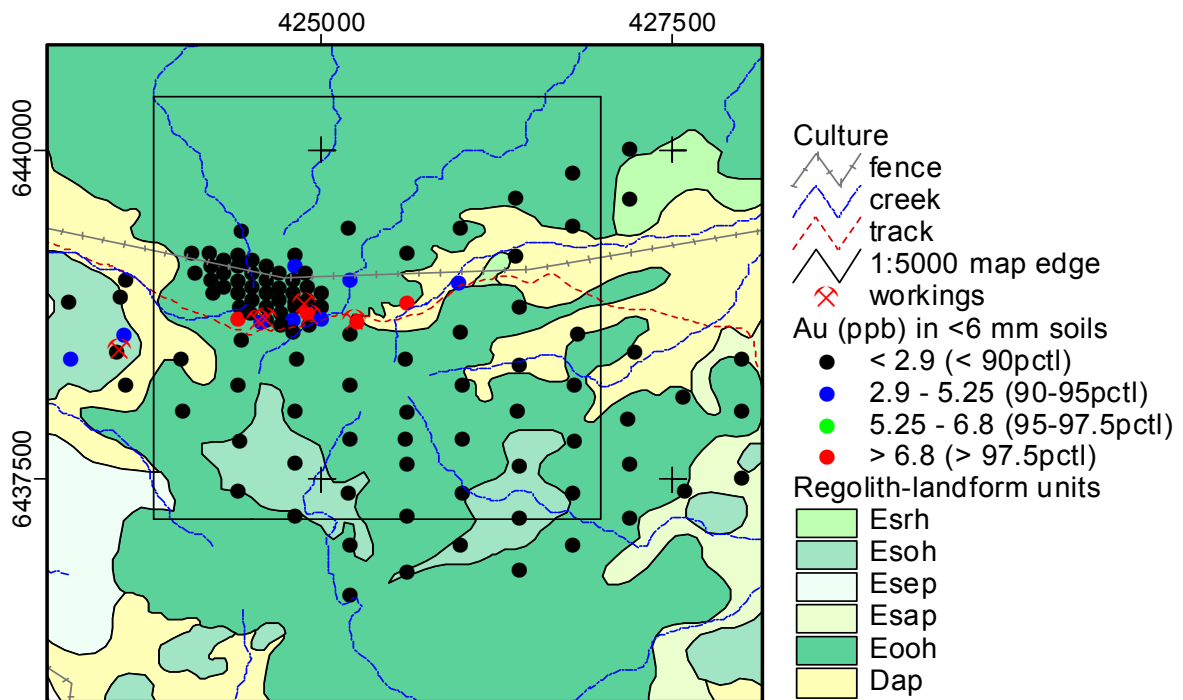 425000 427500
6440000
6437500
Culture
fence
creek
track
1:5000 map edge
workings
Au (ppb) in <6 mm soils
< 2.9 (< 90pctl)
2.9 - 5.25 (90-95pctl)
5.25 - 6.8 (95-97.5pctl)
> 6.8 (> 97.5pctl)
Regolith-landform units
Esrh
Esoh
Esep
Esap
Eooh
Dap